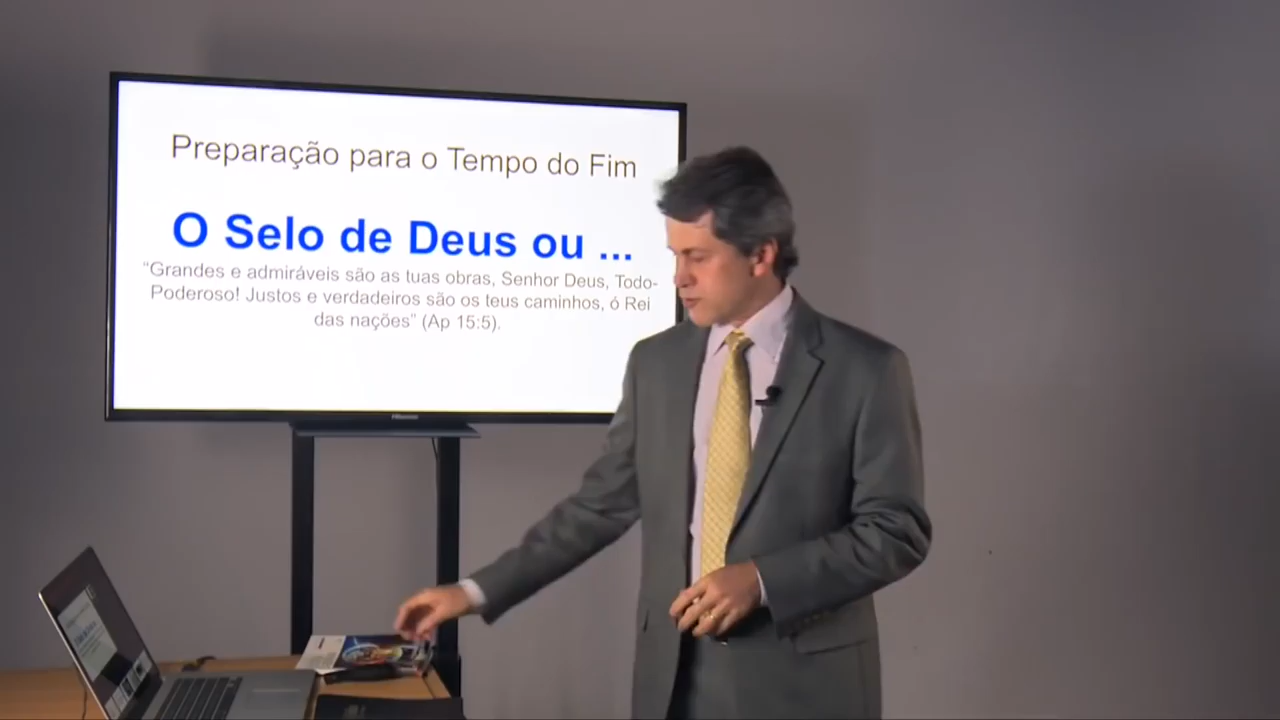 Preparação para o Tempo do Fim
O Selo de Deus ou ...
“Grandes e admiráveis são as tuas obras, Senhor Deus, Todo-
Poderoso! Justos e verdadeiros são os teus caminhos, ó Rei
das nações” (Ap 15:5).
Hisense